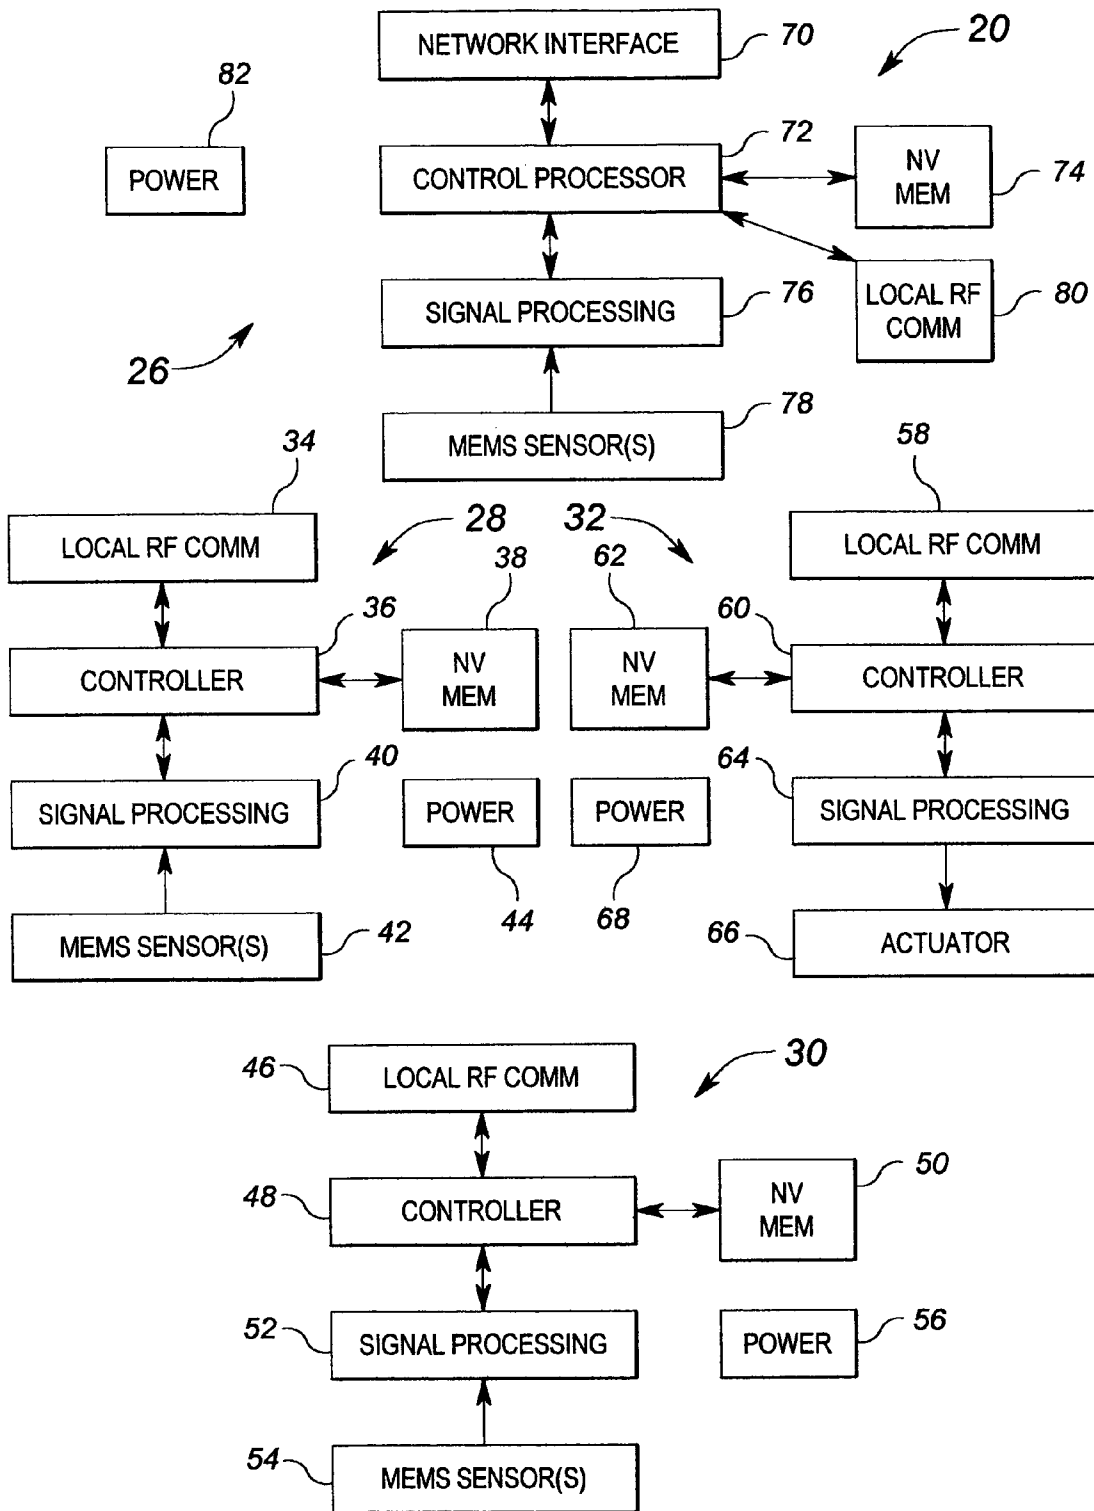 NETWORK INTERFACE
70
20
82
POWER
72
CONTROL PROCESSOR
NV
MEM
74
76
SIGNAL PROCESSING
LOCAL RF
COMM
80
26
78
MEMS SENSOR(S)
34
LOCAL RF COMM
28
32
58
LOCAL RF COMM
36
CONTROLLER
38
NV
MEM
62
NV
MEM
60
CONTROLLER
40
SIGNAL PROCESSING
POWER
44
POWER
68
64
SIGNAL PROCESSING
MEMS SENSOR(S)
42
66
ACTUATOR
46
LOCAL RF COMM
30
48
CONTROLLER
50
NV
MEM
52
SIGNAL PROCESSING
POWER
56
54
MEMS SENSOR(S)